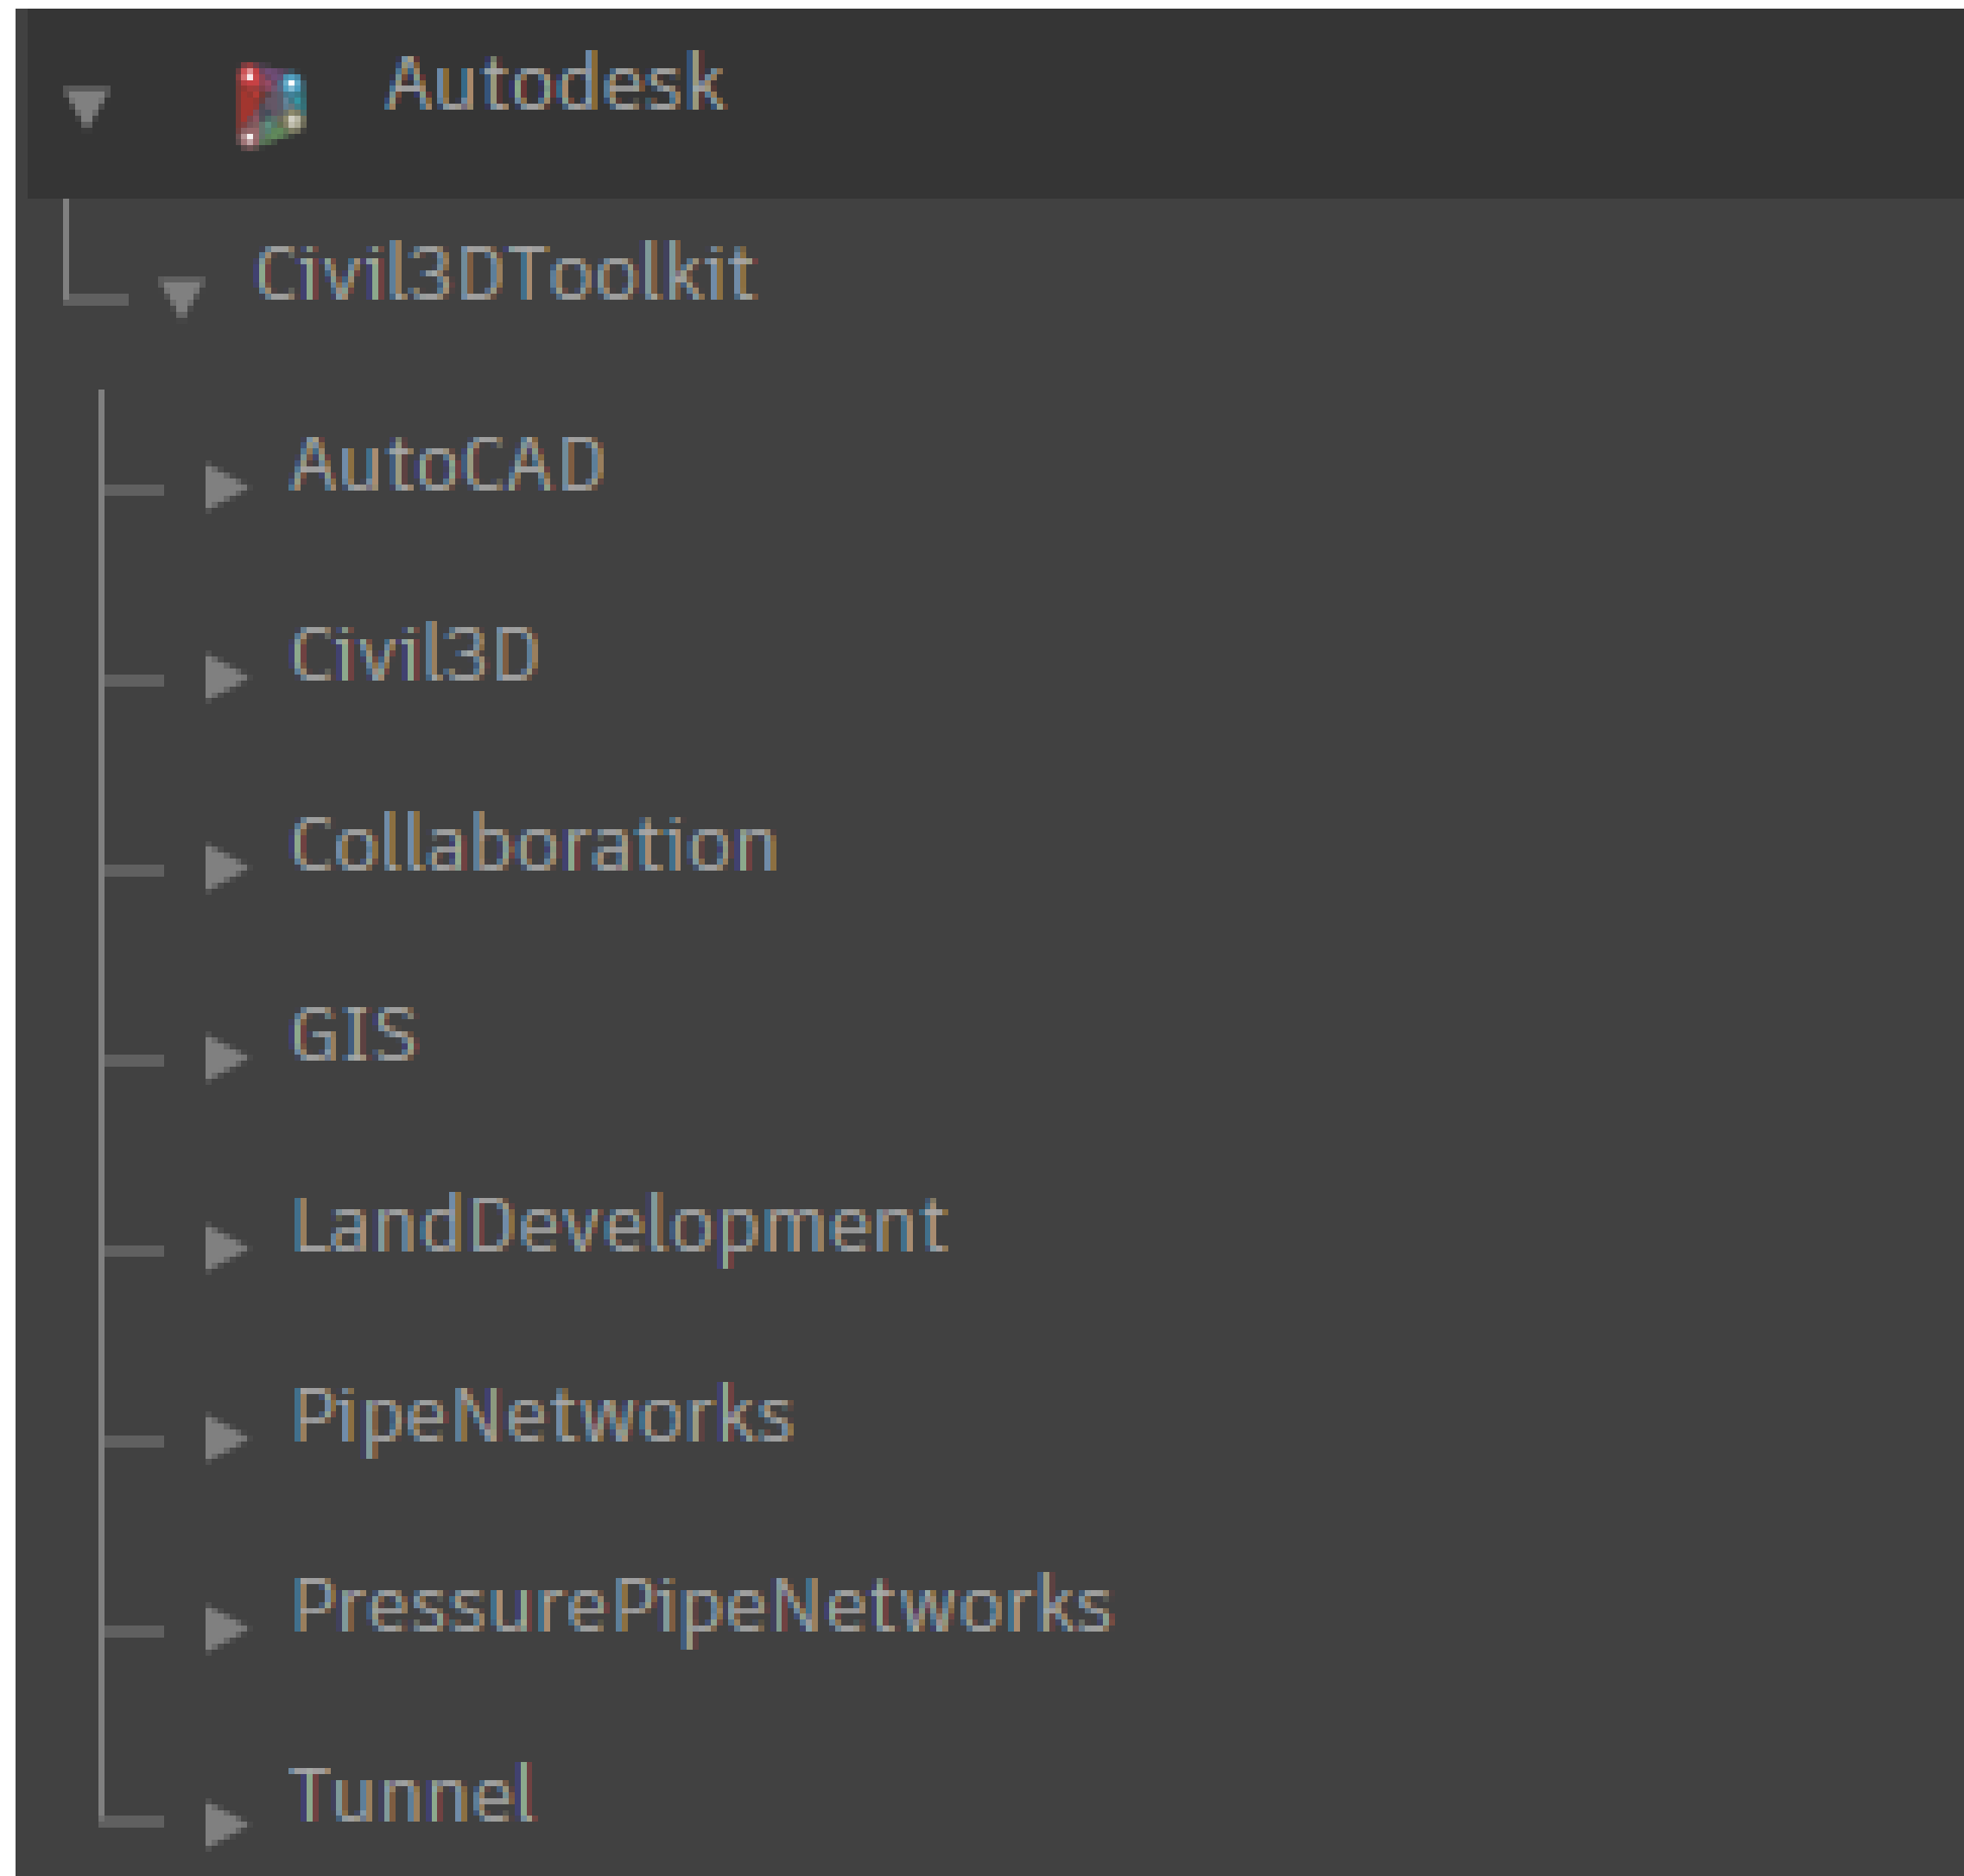 Autodesk
Civil3DToolkit
AutoCAD
Civil3D
Collaboration
GIS
LandDevelopment
PipeNetworks
PressurePipeNetworks
Tunnel